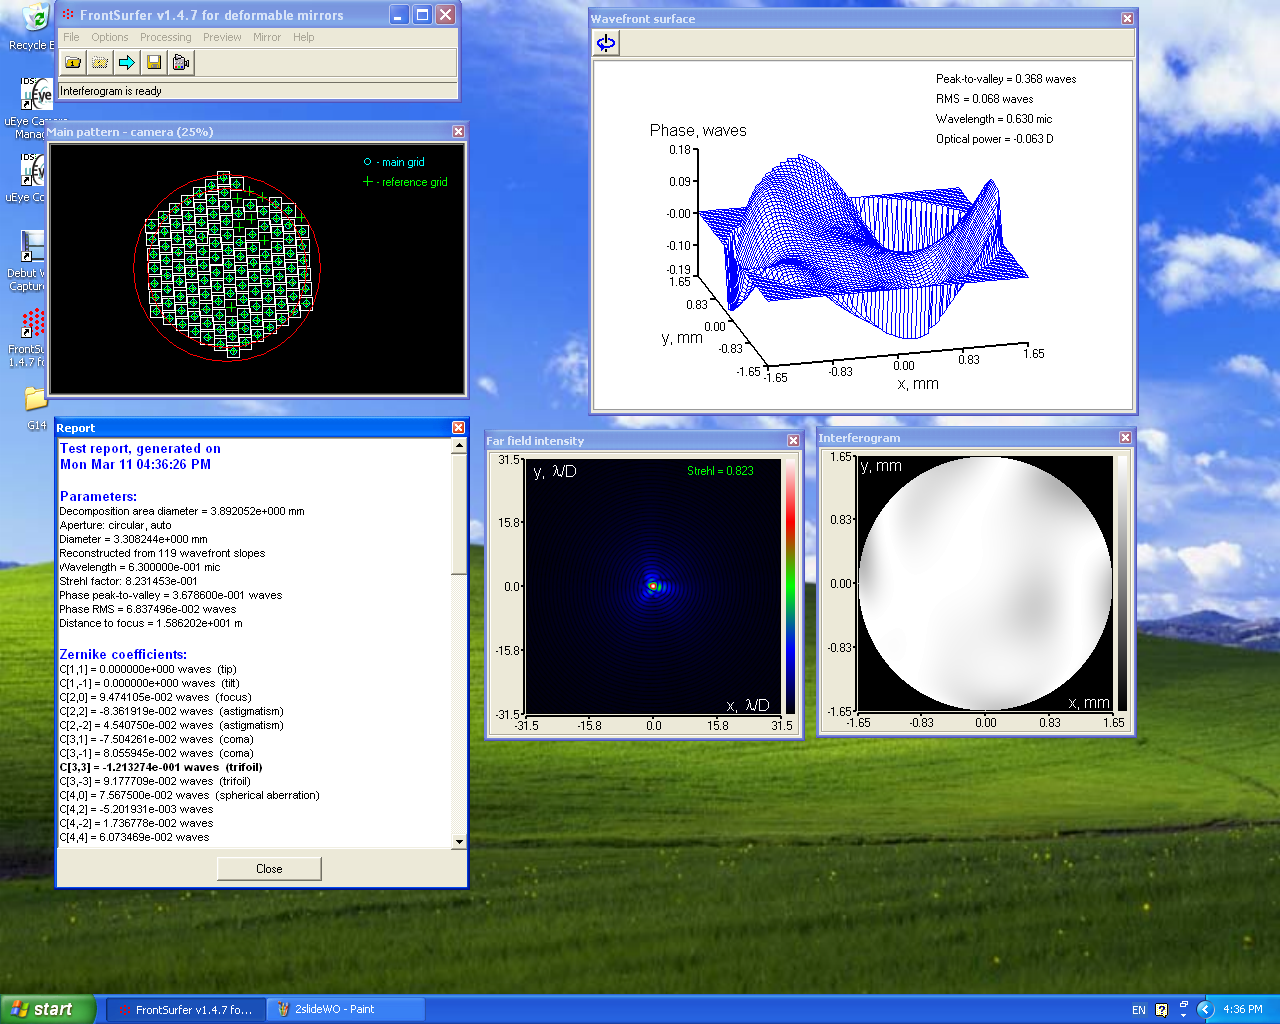 FrontSurfer v1.4.7 for deformable mirrors
File Options Processing Preview Mirror Help
Interferogram is ready
Recycle
IDS:
uEye
uEye
Manac
IDS:
uEye
uEye Co
Debut
Captur
FrontSu
1.4.7 fo
G14
Main pattern - camera (25%)
- main grid
- reference grid
Wavefront surface
Peak-to-valley = 0.368 waves
RMS = 0.068 waves
Wavelength = 0.630 mic
Optical power = -0.063 D
Phase, waves
0.18
0.09
-0.00
-0.10
-0.19
1.65
0.83
0.00
-0.83
-1.65
y, mm
-1.65
-0.83
0.00
0.83
1.65
x, mm
Report
Test report, generated on
Mon Mar 11 04:36:26 PM
Parameters:
Decomposition area diameter = 3.892052e+000 mm
Aperture: circular, auto
Diameter = 3.308244e+000 mm
Reconstructed from 119 wavefront slopes
Wavelength = 6.300000e-001 mic
Strehl factor: 8.231453e-001
Phase peak-to-valley = 3.678600e-001 waves
Phase RMS = 6.837496e-002 waves
Distance to focus = 1.586202e+001 m
Zernike coefficients:
C[1,1] = 0.000000e+000 waves (tip)
C[1,-1] = 0.000000e+000 waves (tilt)
C[2,0] = 9.474105e-002 waves (focus)
C[2,2] = -8.361919e-002 waves (astigmatism)
C[2,-2] = 4.540750e-002 waves (astigmatism)
C[3,1] = -7.504261e-002 waves (coma)
C[3,-1] = 8.055945e-002 waves (coma)
C[3,3] = -1.213274e-001 waves (trifoil)
C[3,-3] = 9.177709e-002 waves (trifoil)
C[4,0] = 7.567500e-002 waves (spherical aberration)
C[4,2] = -5.201931e-003 waves
C[4,-2] = 1.736778e-002 waves
C[4,4] = 6.073469e-002 waves
Close
Far field intensity
y, λ/D
Strehl = 0.823
31.5
15.8
0.0
-15.8
-31.5
x, λ/D
-31.5
-15.8
0.0
15.8
31.5
Interferogram
y, mm
1.65
0.83
0.00
-0.83
-1.65
x, mm
-1.65
-0.83
0.00
0.83
1.65
start
FrontSurfer v1.4.7 fo...
2slideWO - Paint
EN
4:36 PM